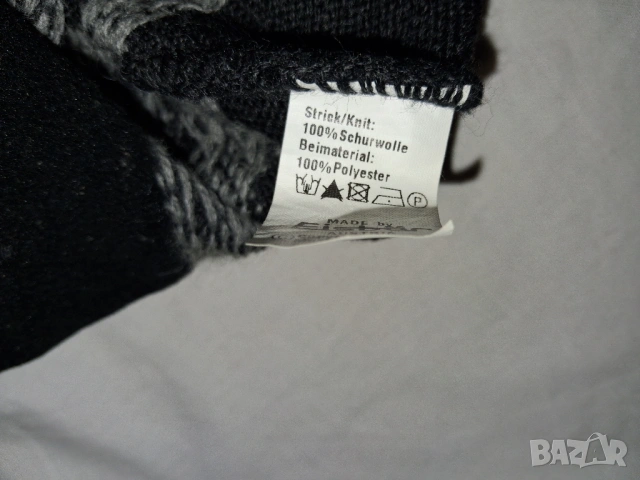 Strick/Knit:
100%Schurwolle
Beimaterial:
100%Polyester
P
MADE by
BAZAR